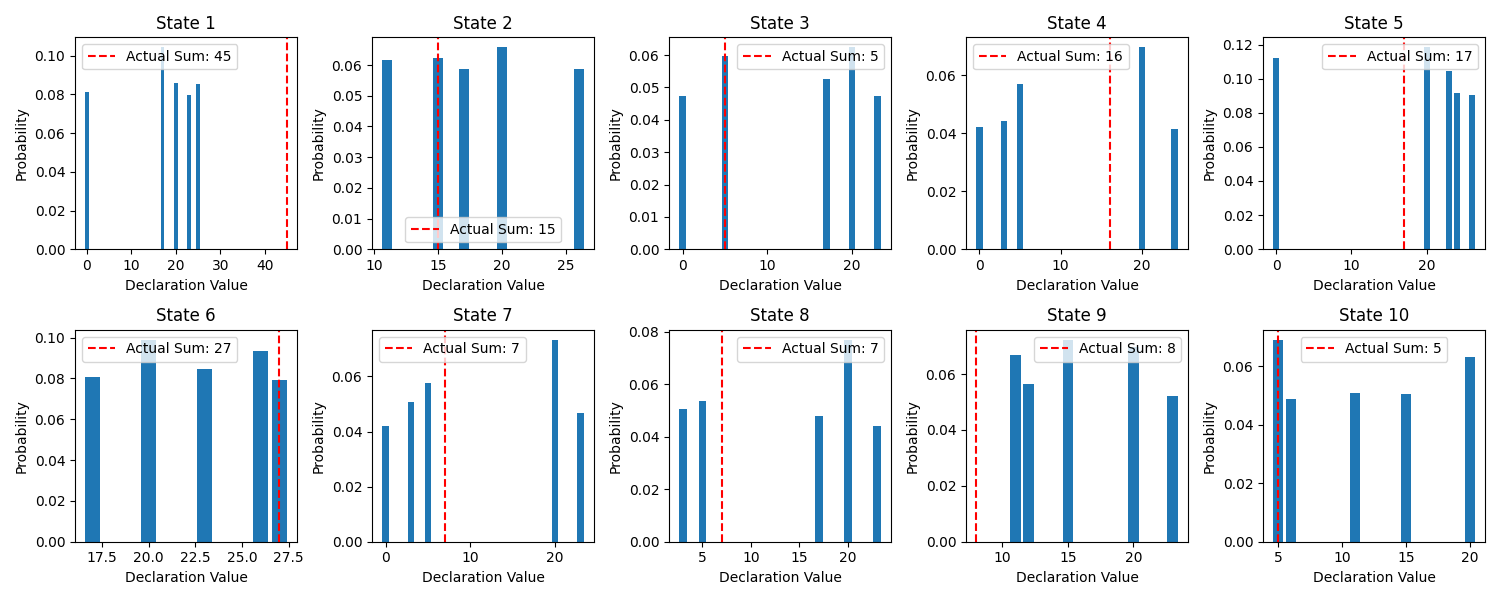 State 1
Actual Sum: 45
0.10
0.08
0.06
0.04
0.02
0.00
Probability
0 10 20 30 40
Declaration Value
State 2
Actual Sum: 15
0.06
0.05
0.04
0.03
0.02
0.01
0.00
Probability
10 15 20 25
Declaration Value
State 3
Actual Sum: 5
0.06
0.05
0.04
0.03
0.02
0.01
0.00
Probability
0 10 20
Declaration Value
State 4
Actual Sum: 16
0.06
0.04
0.02
0.00
Probability
0 10 20
Declaration Value
State 5
Actual Sum: 17
0.12
0.10
0.08
0.06
0.04
0.02
0.00
Probability
0 10 20
Declaration Value
State 6
Actual Sum: 27
0.10
0.08
0.06
0.04
0.02
0.00
Probability
17.5 20.0 22.5 25.0 27.5
Declaration Value
State 7
Actual Sum: 7
0.06
0.04
0.02
0.00
Probability
0 10 20
Declaration Value
State 8
Actual Sum: 7
0.08
0.06
0.04
0.02
0.00
Probability
5 10 15 20
Declaration Value
State 9
Actual Sum: 8
0.06
0.04
0.02
0.00
Probability
10 15 20
Declaration Value
State 10
Actual Sum: 5
0.06
0.04
0.02
0.00
Probability
5 10 15 20
Declaration Value